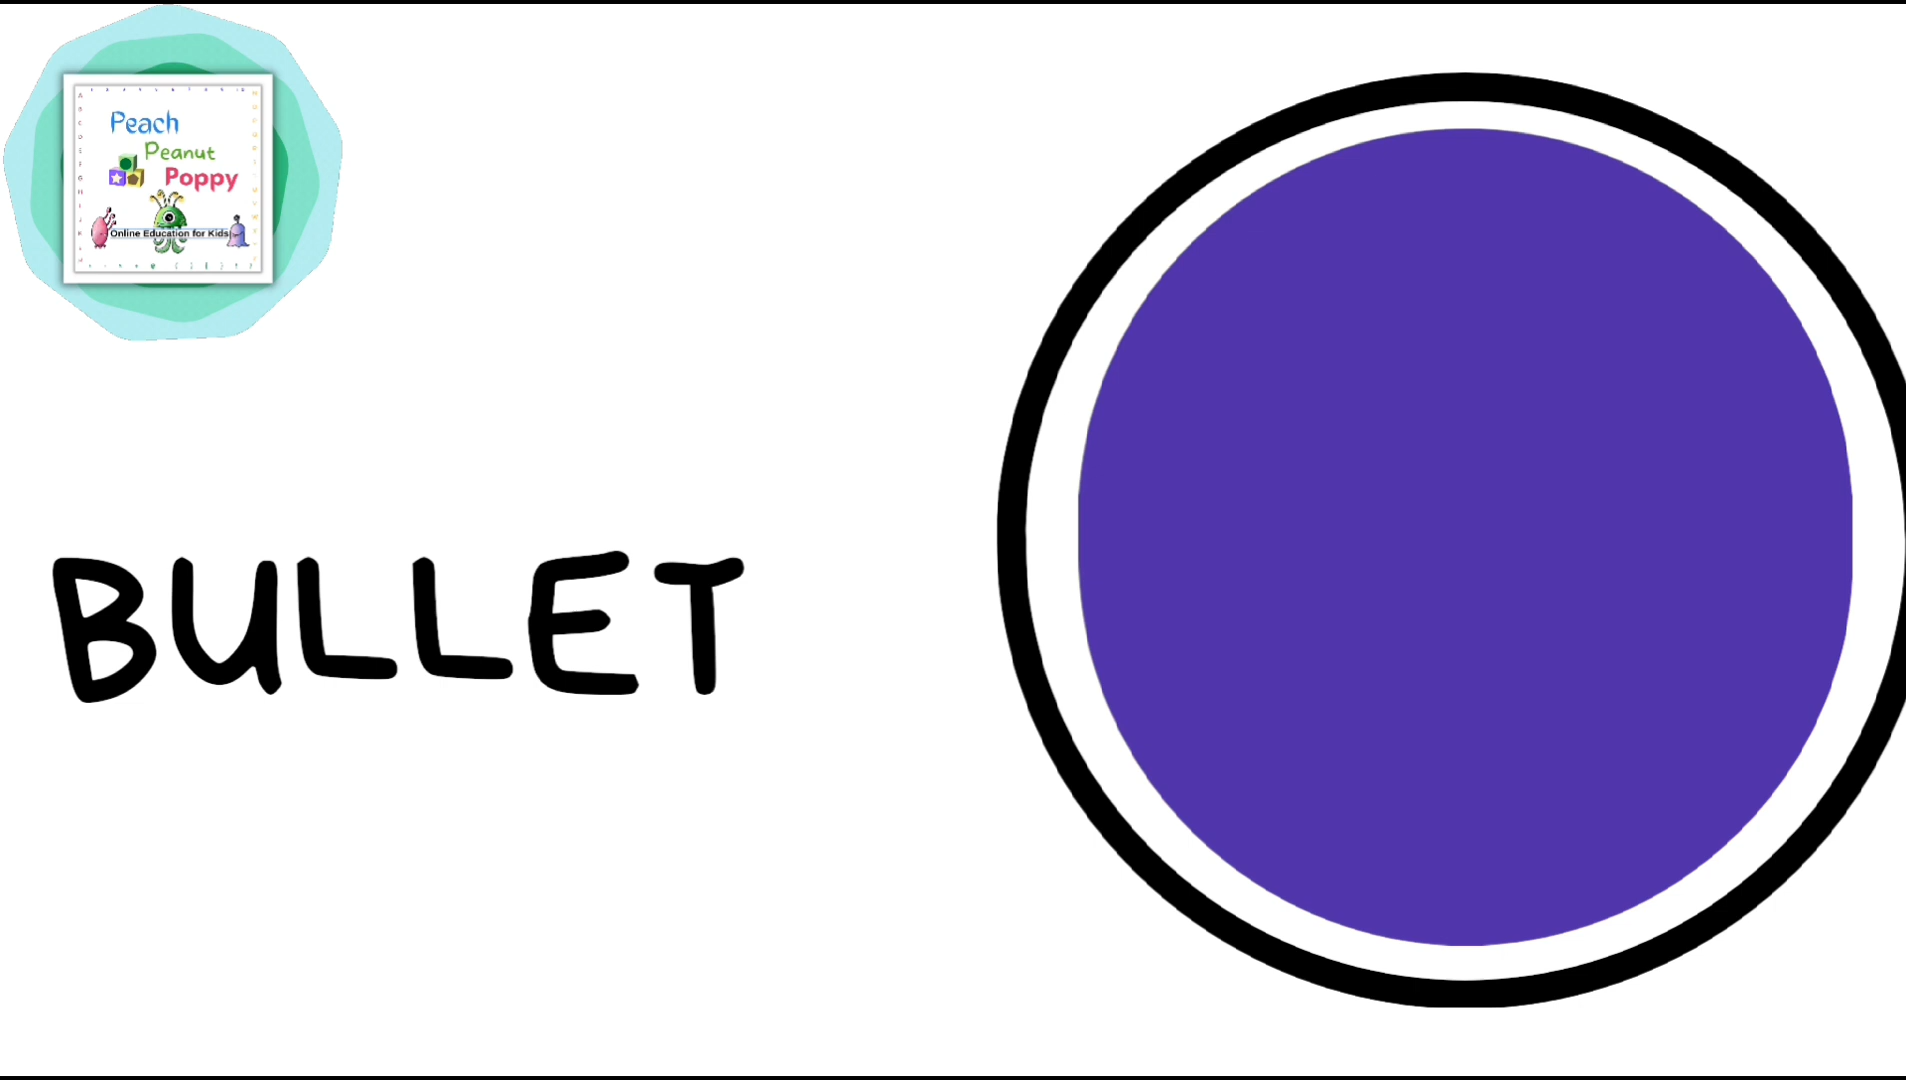 Peach
Peanut
Poppy
Online Education for Kids
BULLET